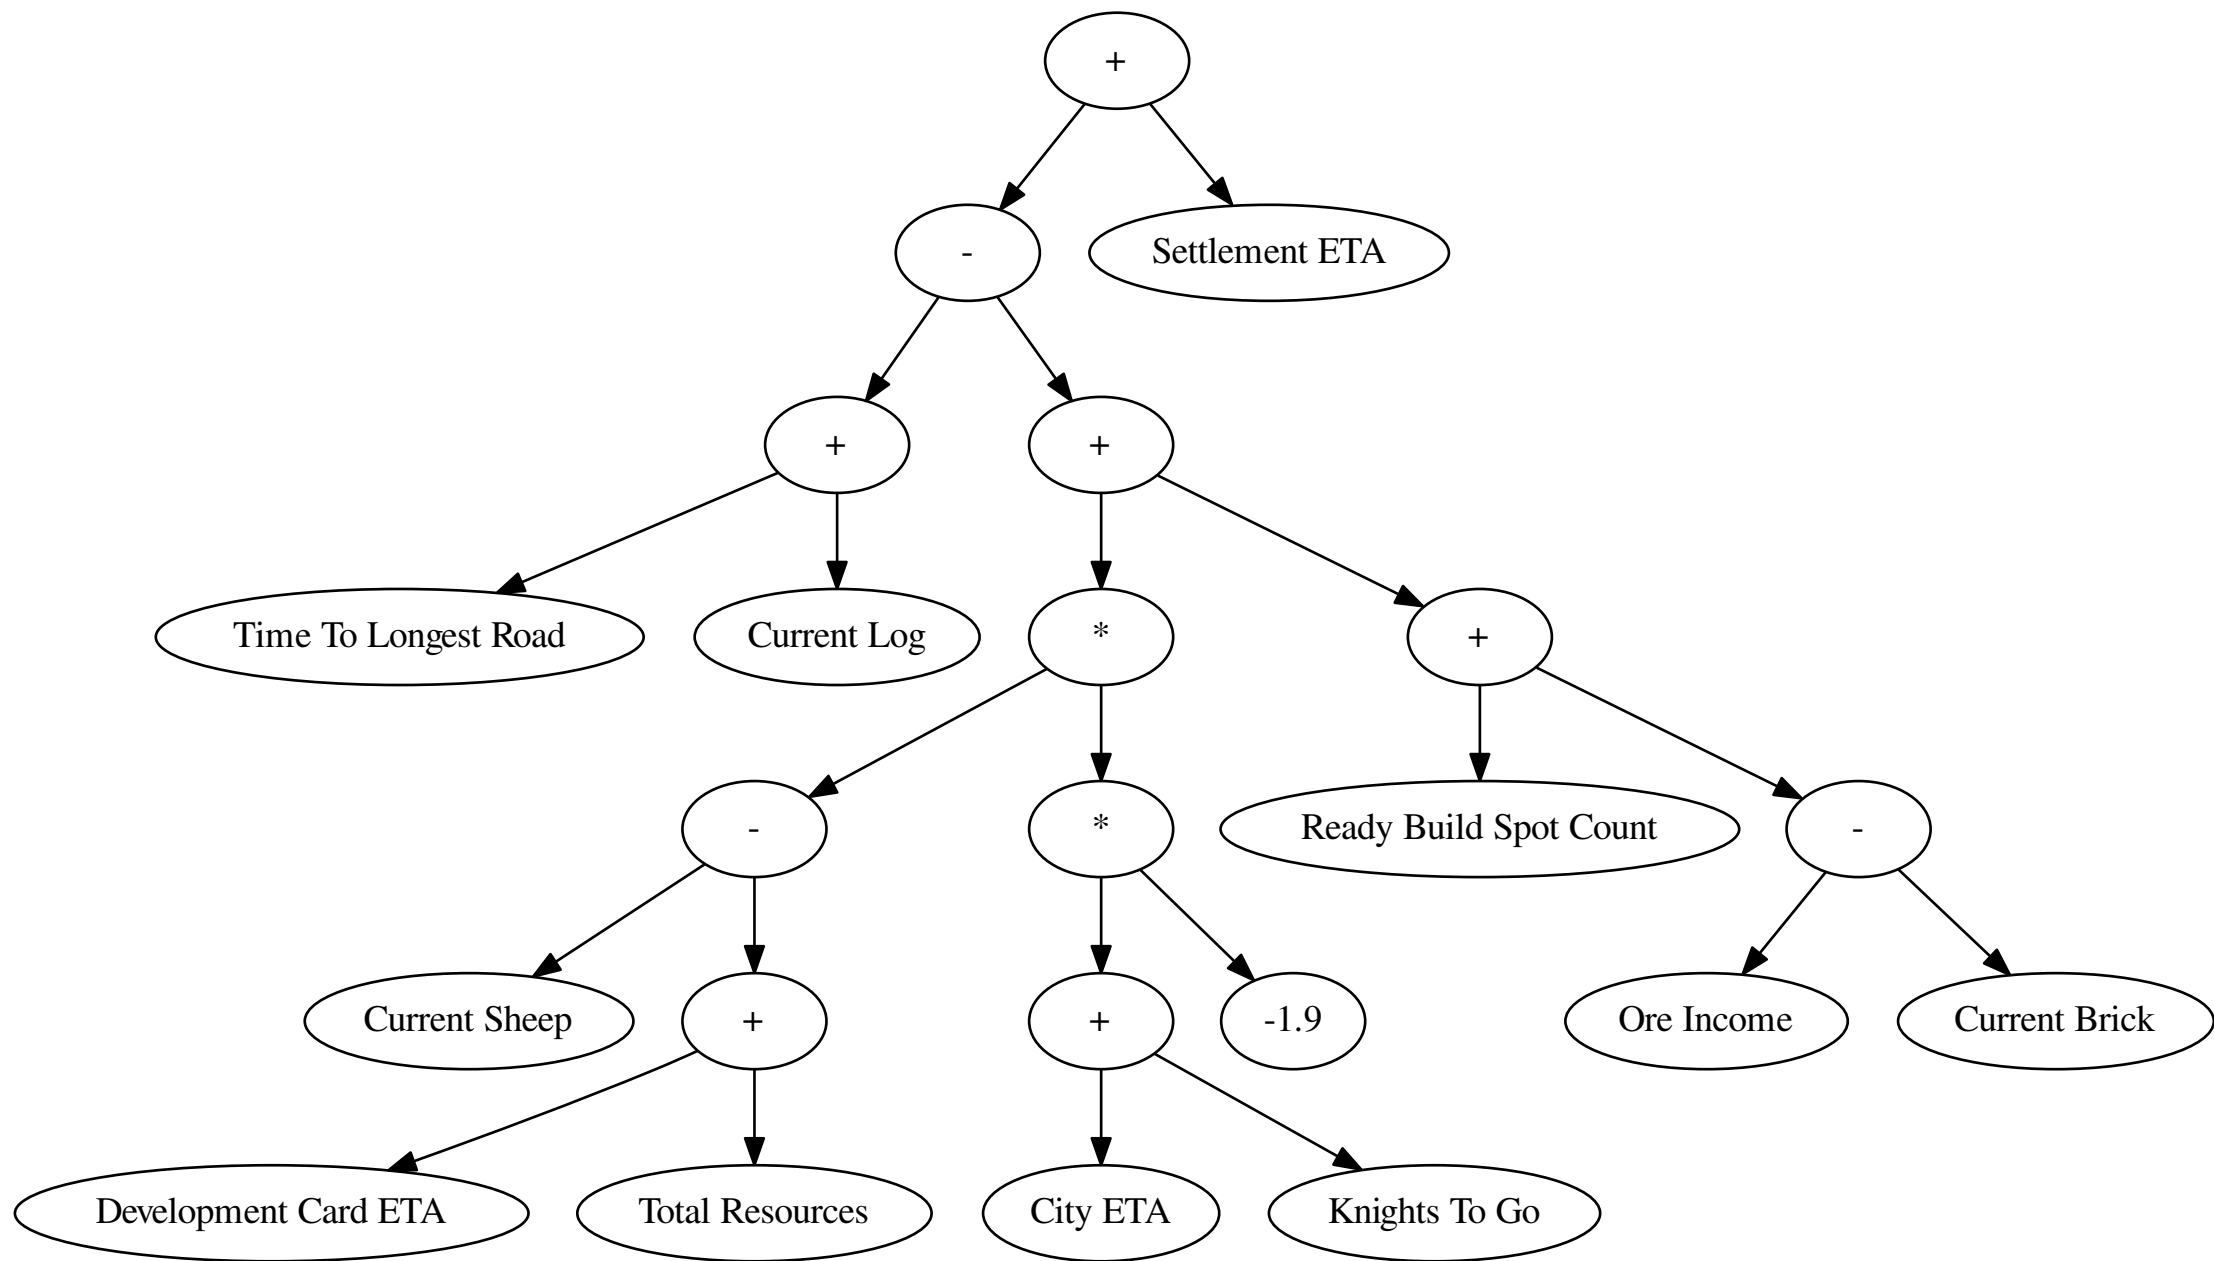 +
-
Settlement ETA
+
+
Time To Longest Road
Current Log
*
+
-
*
Ready Build Spot Count
-
Current Sheep
+
+
-1.9
Ore Income
Current Brick
Development Card ETA
Total Resources
City ETA
Knights To Go